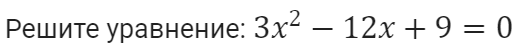 Решите уравнение: 3x² − 12x + 9 = 0